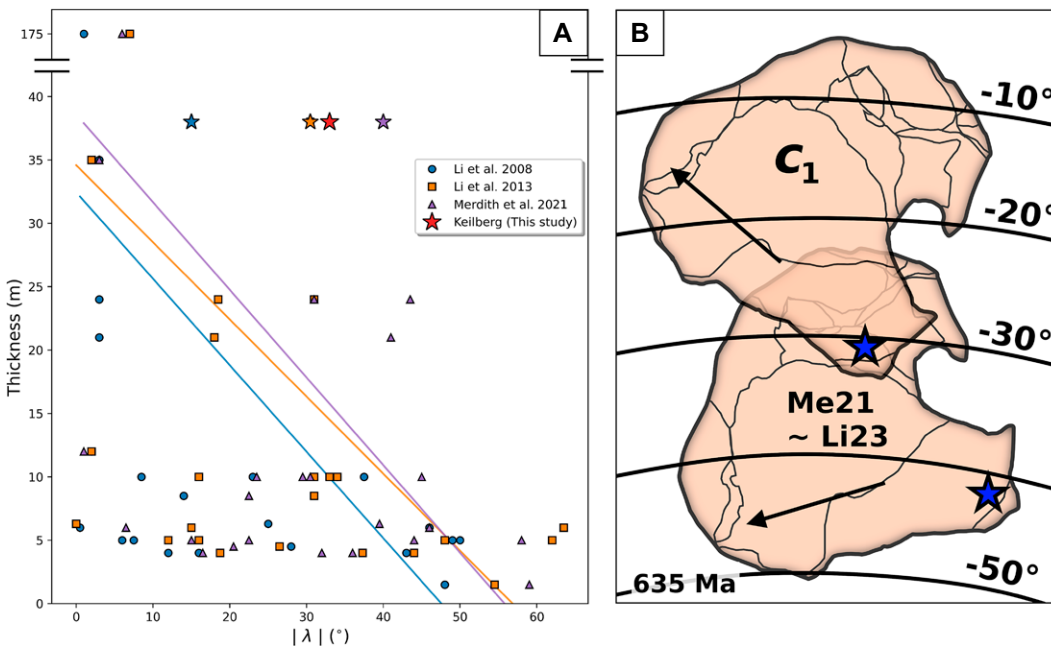 A
175
40
35
30
25
20
15
10
5
0
Thickness (m)
0
10
20
30
40
50
60
| λ | (°)
Li et al. 2008
Li et al. 2013
Merdith et al. 2021
Keilberg (This study)
B
-10°
C₁
-20°
-30°
Me21
~ Li23
-50°
635 Ma